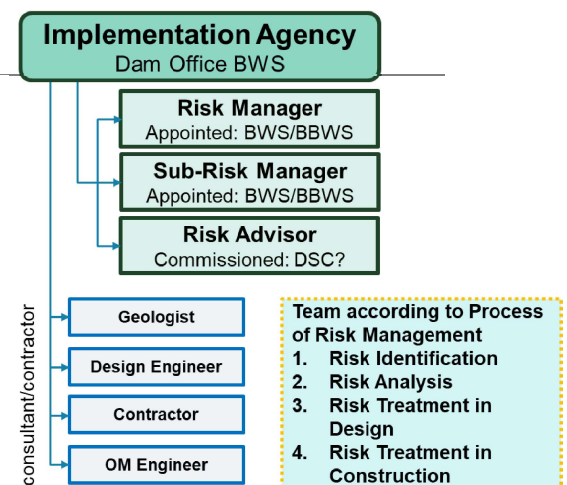 Implementation Agency
Dam Office BWS
Risk Manager
Appointed: BWS/BBWS
Sub-Risk Manager
Appointed: BWS/BBWS
Risk Advisor
Commissioned: DSC?
consultant/contractor
Geologist
Design Engineer
Contractor
OM Engineer
Team according to Process
of Risk Management
1. Risk Identification
2. Risk Analysis
3. Risk Treatment in
Design
4. Risk Treatment in
Construction